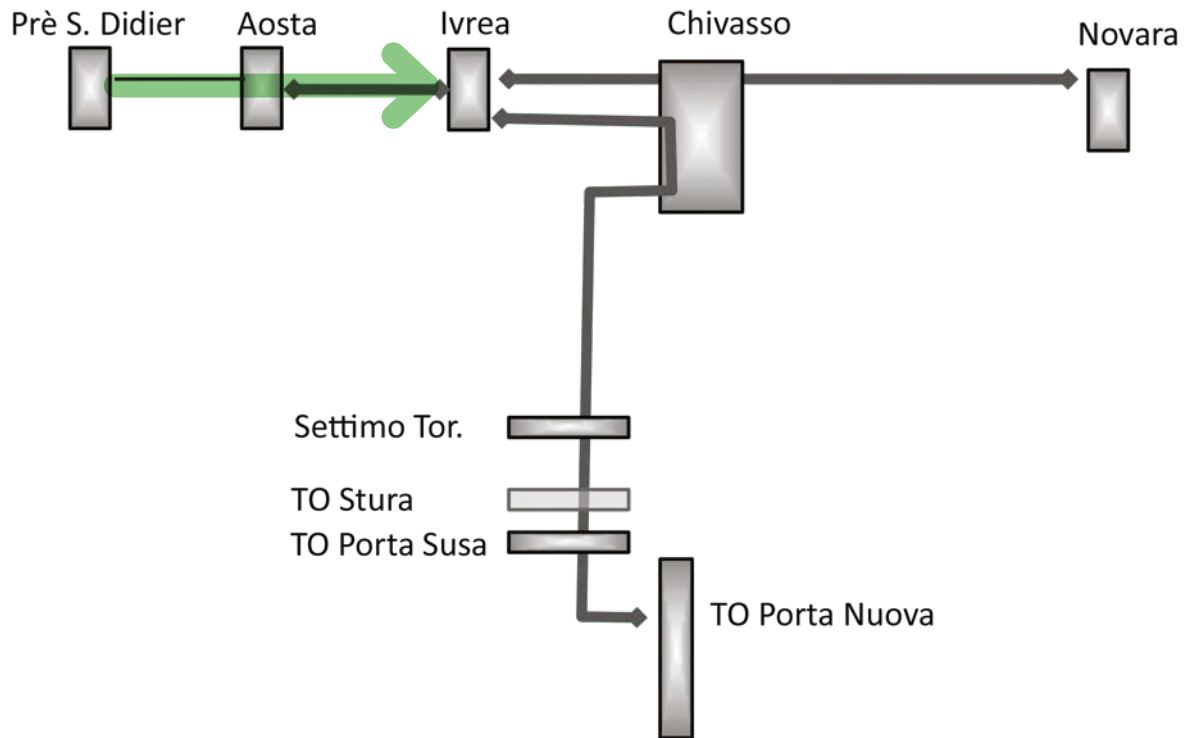 Prè S. Didier
Aosta
Ivrea
Chivasso
Novara
Settimo Tor.
TO Stura
TO Porta Susa
TO Porta Nuova